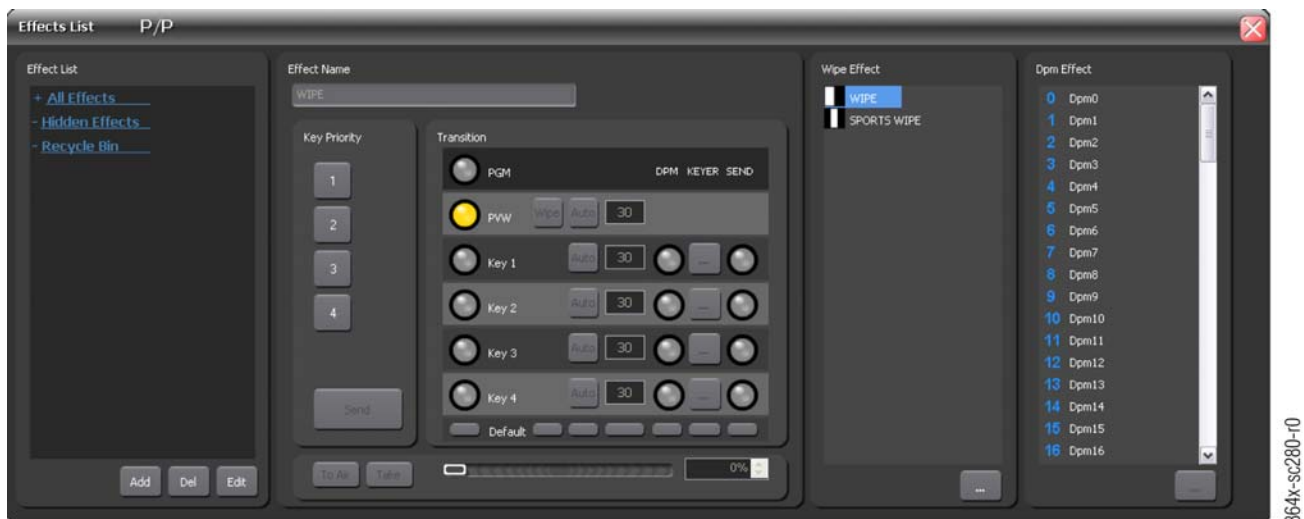 Effects List P/P
Effect List
+ All Effects
- Hidden Effects
- Recycle Bin
Add Del Edit
Effect Name
WIPE
Key Priority
1
2
3
4
Send
Transition
PGM DPM KEYER SEND
PVW Wipe Auto 30
Key 1 Auto 30 ...
Key 2 Auto 30 ...
Key 3 Auto 30 ...
Key 4 Auto 30 ...
Default
To Air Take 0%
Wipe Effect
WIPE
SPORTS WIPE
...
Dpm Effect
0 Dpm0
1 Dpm1
2 Dpm2
3 Dpm3
4 Dpm4
5 Dpm5
6 Dpm6
7 Dpm7
8 Dpm8
9 Dpm9
10 Dpm10
11 Dpm11
12 Dpm12
13 Dpm13
14 Dpm14
15 Dpm15
16 Dpm16
...